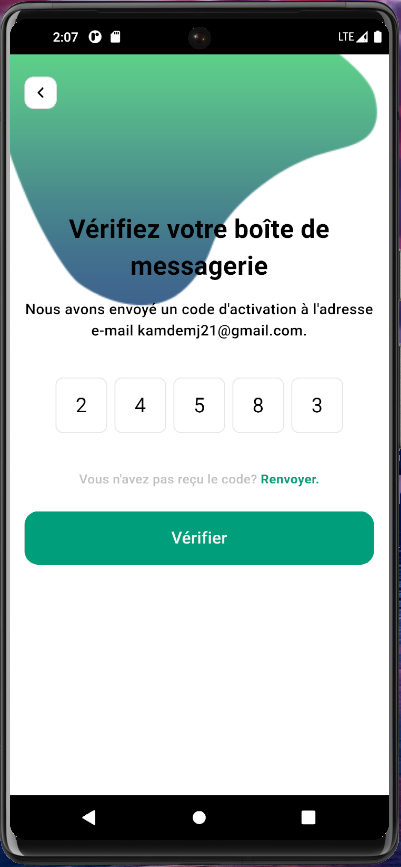 2:07
LTE
Vérifiez votre boîte de
messagerie
Nous avons envoyé un code d'activation à l'adresse
e-mail kamdemj21@gmail.com.
2 4 5 8 3
Vous n'avez pas reçu le code? Renvoyer.
Vérifier